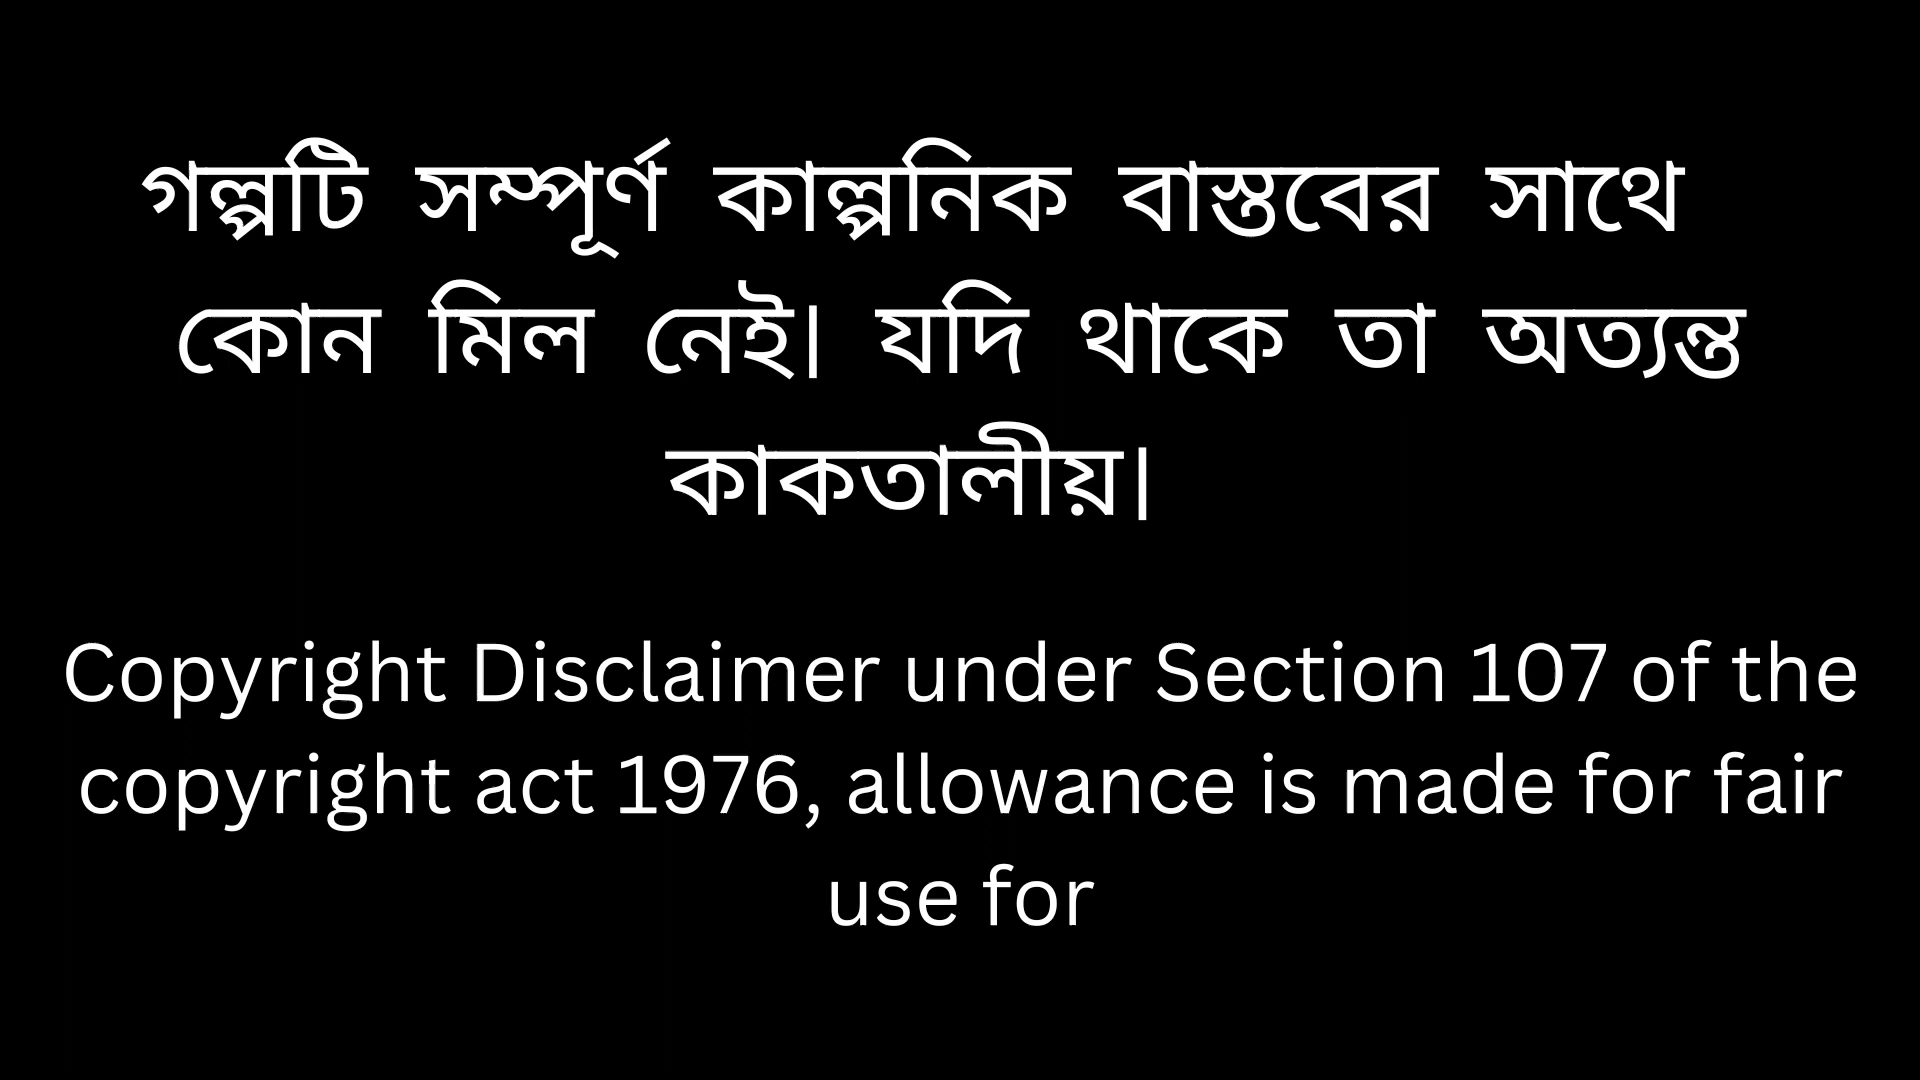 গল্পটি সম্পূর্ণ কাল্পনিক বাস্তবের সাথে
কোন মিল নেই। যদি থাকে তা অত্যন্ত
কাকতালীয়।
Copyright Disclaimer under Section 107 of the
copyright act 1976, allowance is made for fair
use for